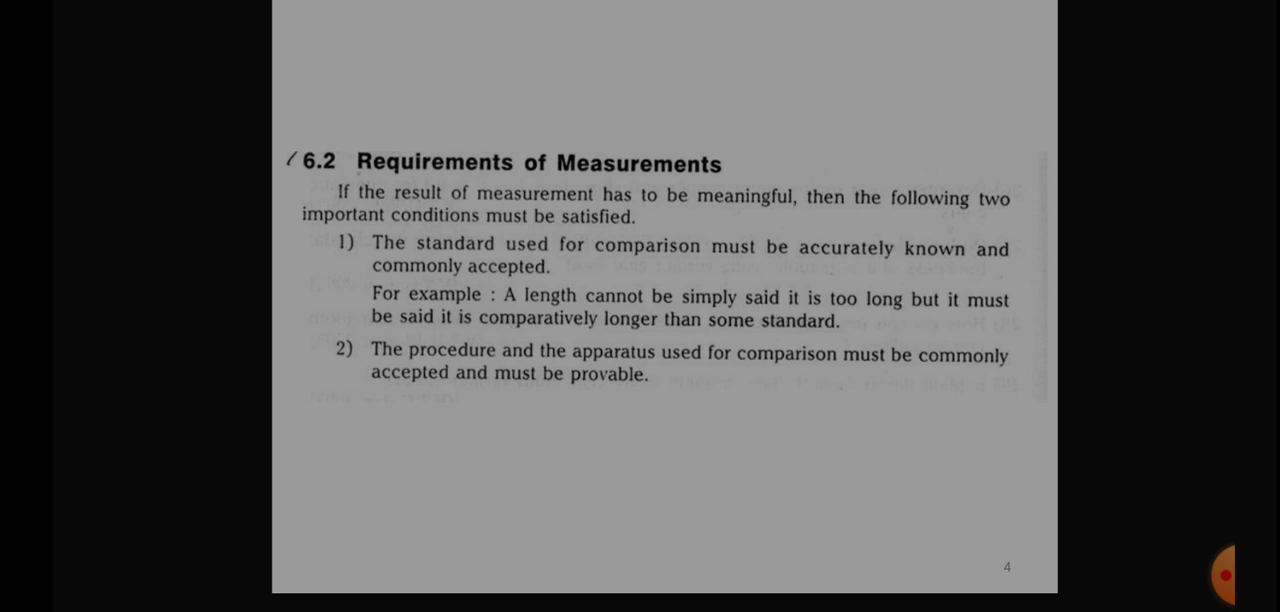 6.2 Requirements of Measurements
If the result of measurement has to be meaningful, then the following two
important conditions must be satisfied.
1) The standard used for comparison must be accurately known and
commonly accepted.
For example : A length cannot be simply said it is too long but it must
be said it is comparatively longer than some standard.
2) The procedure and the apparatus used for comparison must be commonly
accepted and must be provable.
4